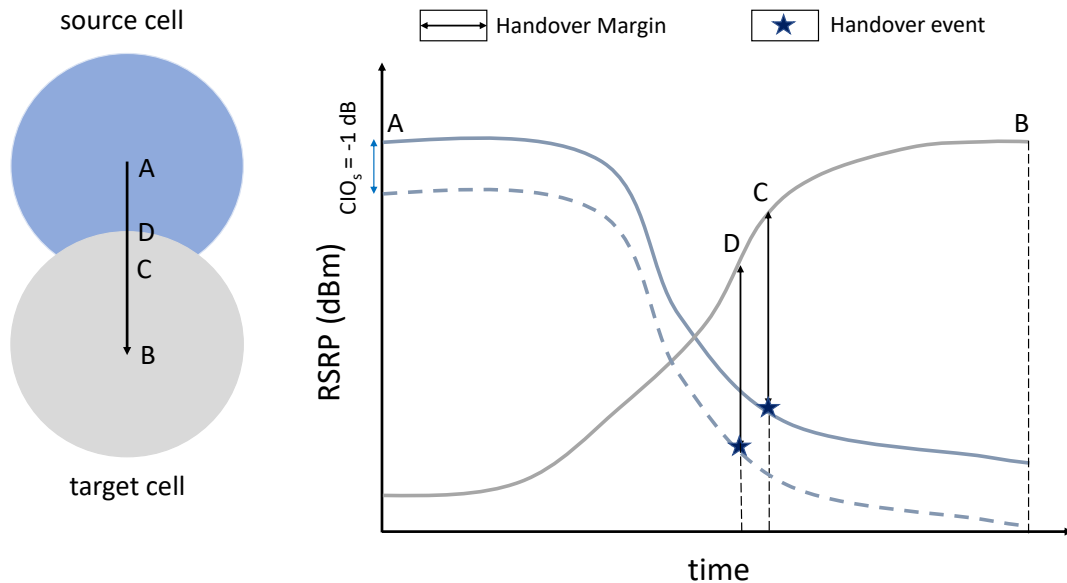 source cell
A
D
C
B
target cell
Handover Margin
Handover event
RSRP (dBm)
CIOs = -1 dB
A
B
C
D
time